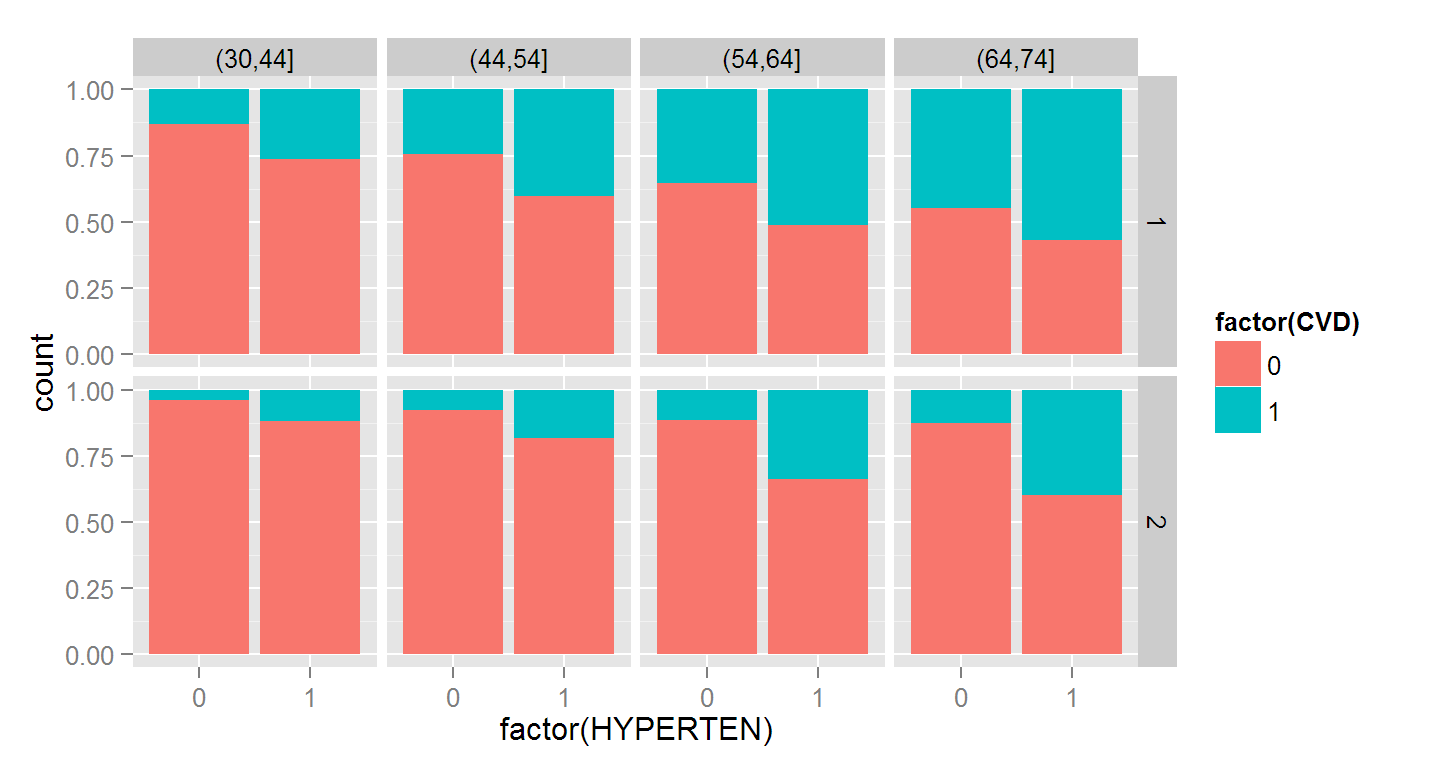 (30,44] (44,54] (54,64] (64,74]
1.00
0.75
0.50
0.25
0.00
1
1.00
0.75
0.50
0.25
0.00
2
count
0 1 0 1 0 1 0 1
factor(HYPERTEN)
factor(CVD)
0
1